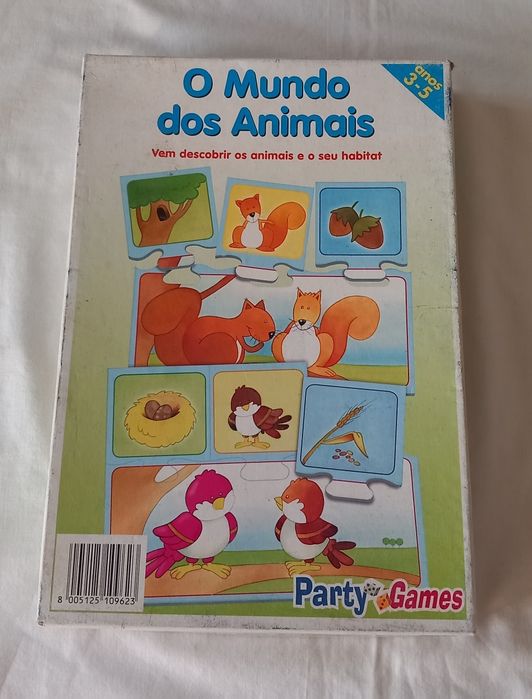 O Mundo
dos Animais
anos
3-5
Vem descobrir os animais e o seu habitat
8 005125 109623
Party Games